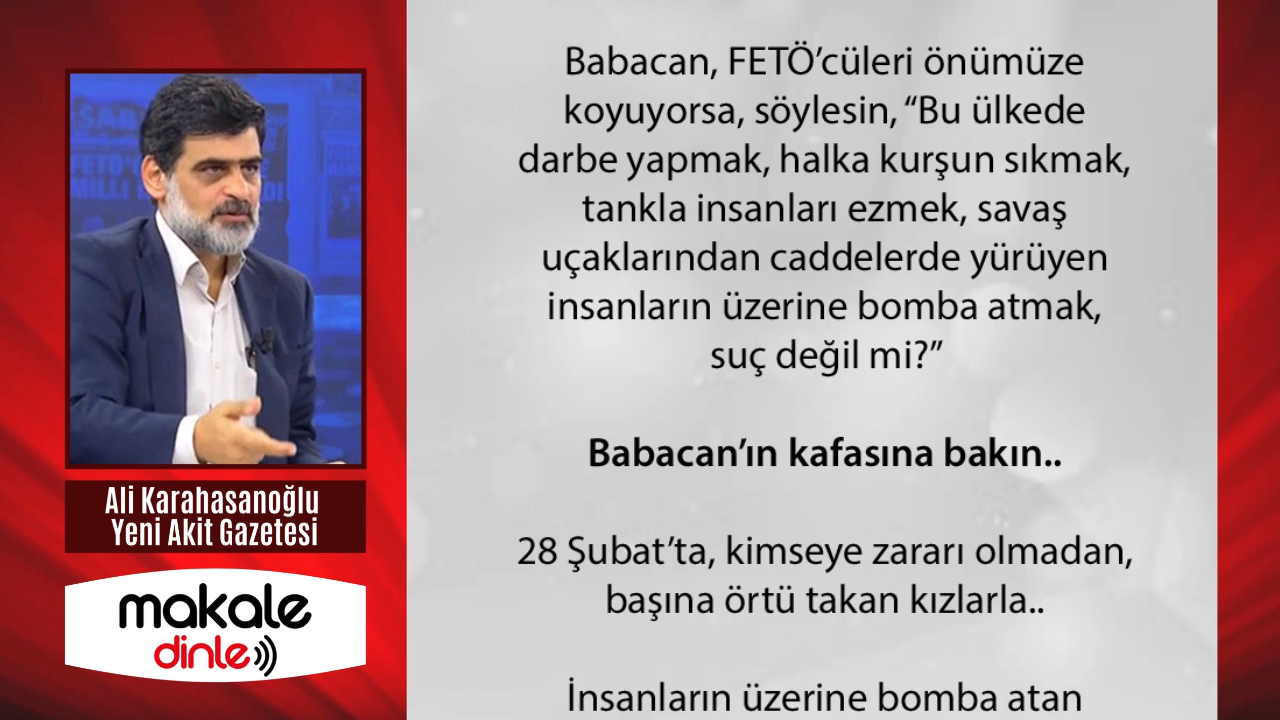 Babacan, FETÖ’cüleri önümüze
koyuyorsa, söylesin, “Bu ülkede
darbe yapmak, halka kurşun sıkmak,
tankla insanları ezmek, savaş
uçaklarından caddelerde yürüyen
insanların üzerine bomba atmak,
suç değil mi?”
Babacan’ın kafasına bakın..
28 Şubat’ta, kimseye zararı olmadan,
başına örtü takan kızlarla..
İnsanların üzerine bomba atan
Ali Karahasanoğlu
Yeni Akit Gazetesi
makale
dinle